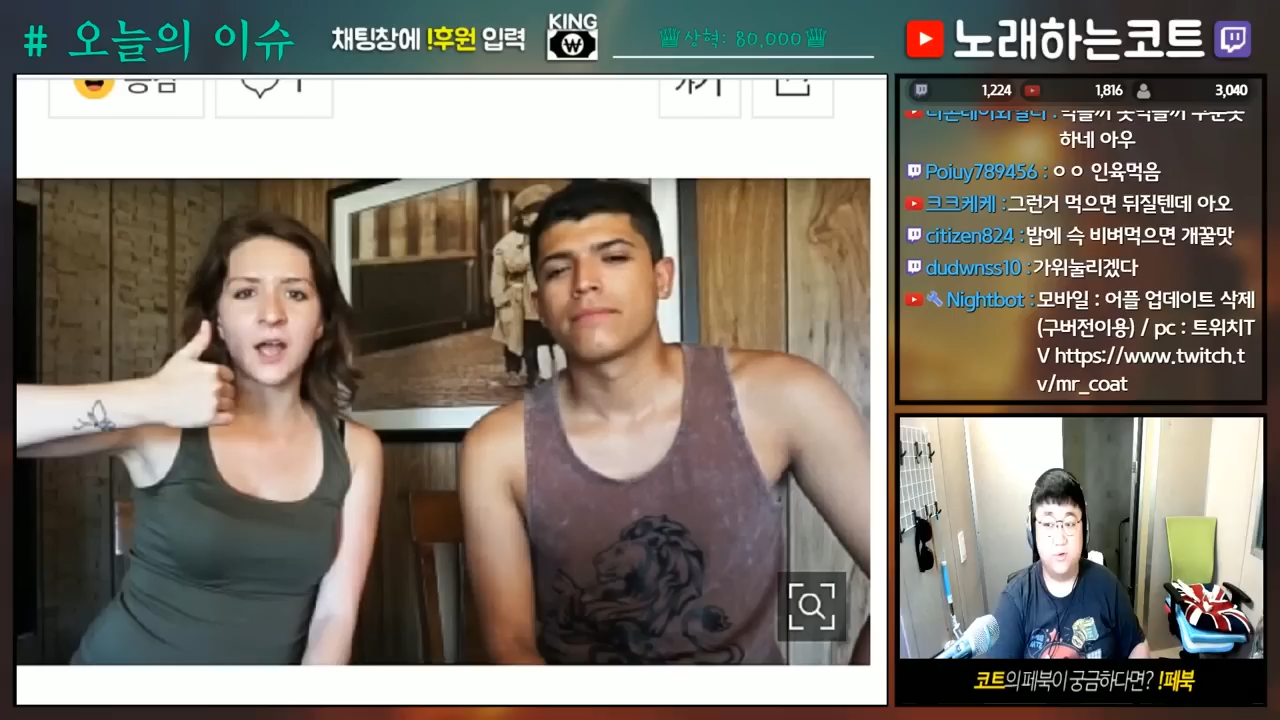 # 오늘의 이슈
채팅창에 !후원 입력
KING
₩
상혁: 80,000
노래하는코트
1,224 1,816 3,040
하네 아우
Poiuy789456 : ㅇㅇ 인육먹음
크크케케 : 그런거 먹으면 뒤질텐데 아오
citizen824 : 밥에 슥 비벼먹으면 개꿀맛
dudwnss10 : 가위눌리겠다
Nightbot : 모바일 : 어플 업데이트 삭제
(구버전이용) / pc : 트위치T
V https://www.twitch.t
v/mr_coat
코트의 페북이 궁금하다면? !페북